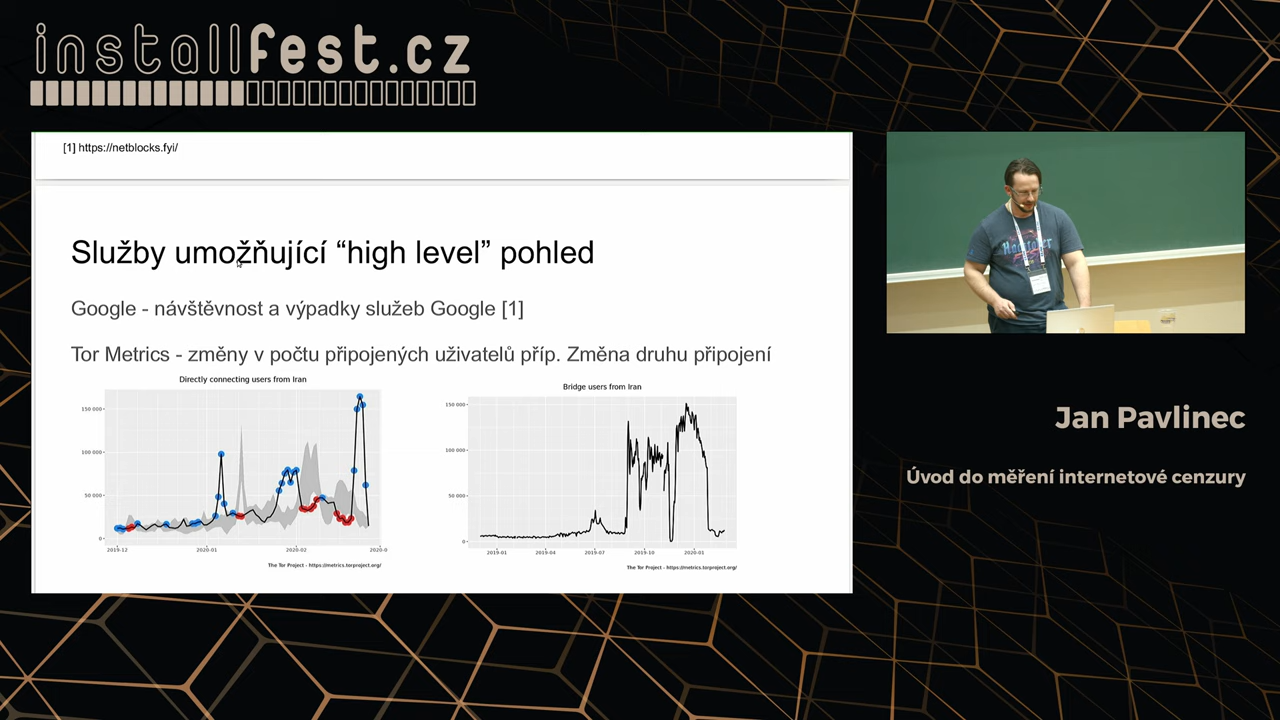 installfest.cz
[1] https://netblocks.fyi/
Služby umožňující “high level” pohled
Google - návštěvnost a výpadky služeb Google [1]
Tor Metrics - změny v počtu připojených uživatelů příp. Změna druhu připojení
Directly connecting users from Iran
150 000
100 000
50 000
0
2019-12
2020-01
2020-02
2020-0
The Tor Project - https://metrics.torproject.org/
Bridge users from Iran
150 000
100 000
50 000
0
2019-01
2019-04
2019-07
2019-10
2020-01
The Tor Project - https://metrics.torproject.org/
Jan Pavlinec
Úvod do měření internetové cenzury